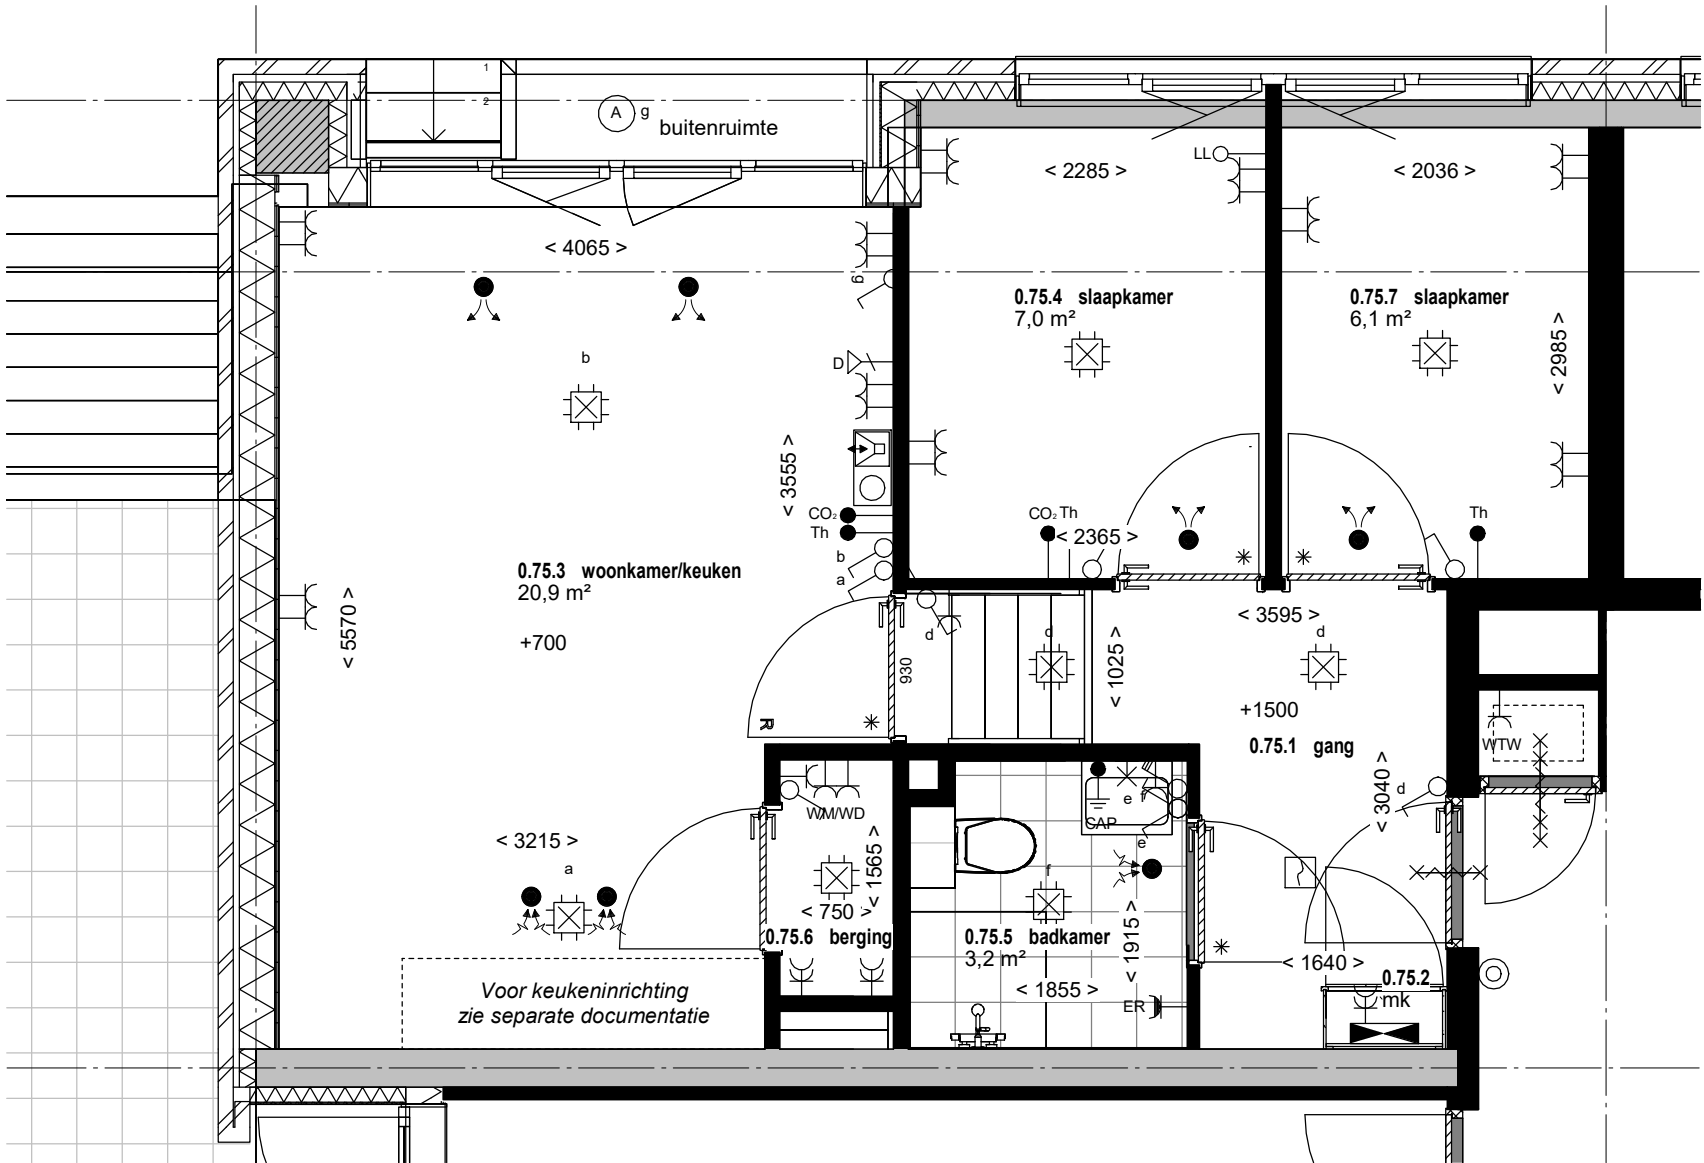 1
2
A g
buitenruimte
LL
< 2285 >
< 2036 >
< 4065 >
g
0.75.4 slaapkamer
7,0 m²
0.75.7 slaapkamer
6,1 m²
< 2985 >
b
D
< 3555 >
CO₂
Th
b
a
CO₂ Th
< 2365 >
Th
0.75.3 woonkamer/keuken
20,9 m²
+700
< 5570 >
930
R
d
d
< 1025 >
< 3595 >
d
+1500
0.75.1 gang
WTW
< 3040 >
d
WM/WD
e f
CAP
e
< 3215 >
a
< 1565 >
< 750 >
0.75.6 berging
f
0.75.5 badkamer
3,2 m²
< 1915 >
< 1855 >
ER
< 1640 >
0.75.2
mk
Voor keukeninrichting
zie separate documentatie